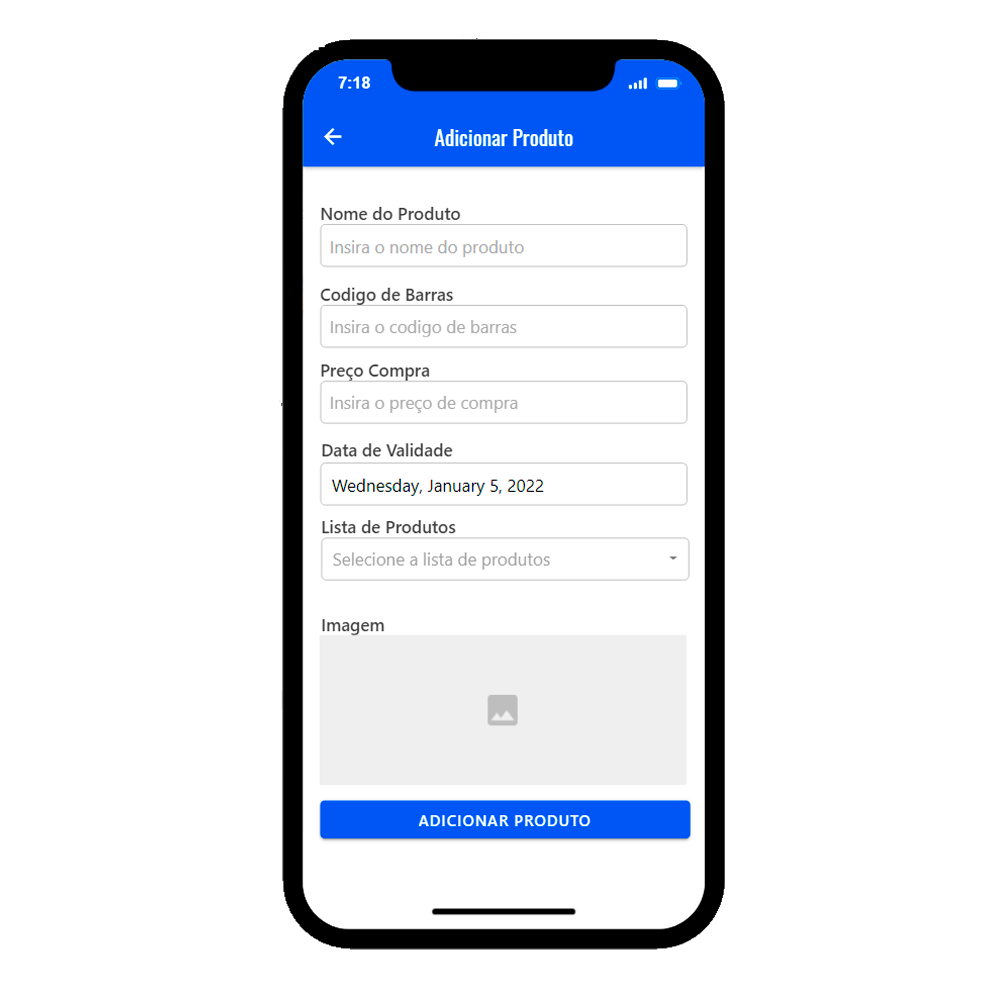 7:18
Adicionar Produto
Nome do Produto
Insira o nome do produto
Codigo de Barras
Insira o codigo de barras
Preço Compra
Insira o preço de compra
Data de Validade
Wednesday, January 5, 2022
Lista de Produtos
Selecione a lista de produtos
Imagem
ADICIONAR PRODUTO